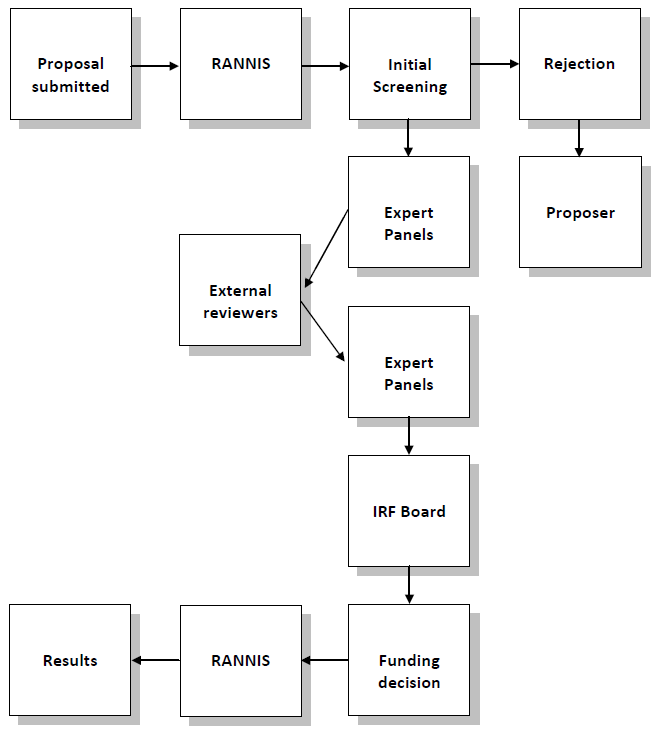 Proposal
submitted
RANNIS
Initial
Screening
Rejection
Expert
Panels
Proposer
External
reviewers
Expert
Panels
IRF Board
Results
RANNIS
Funding
decision